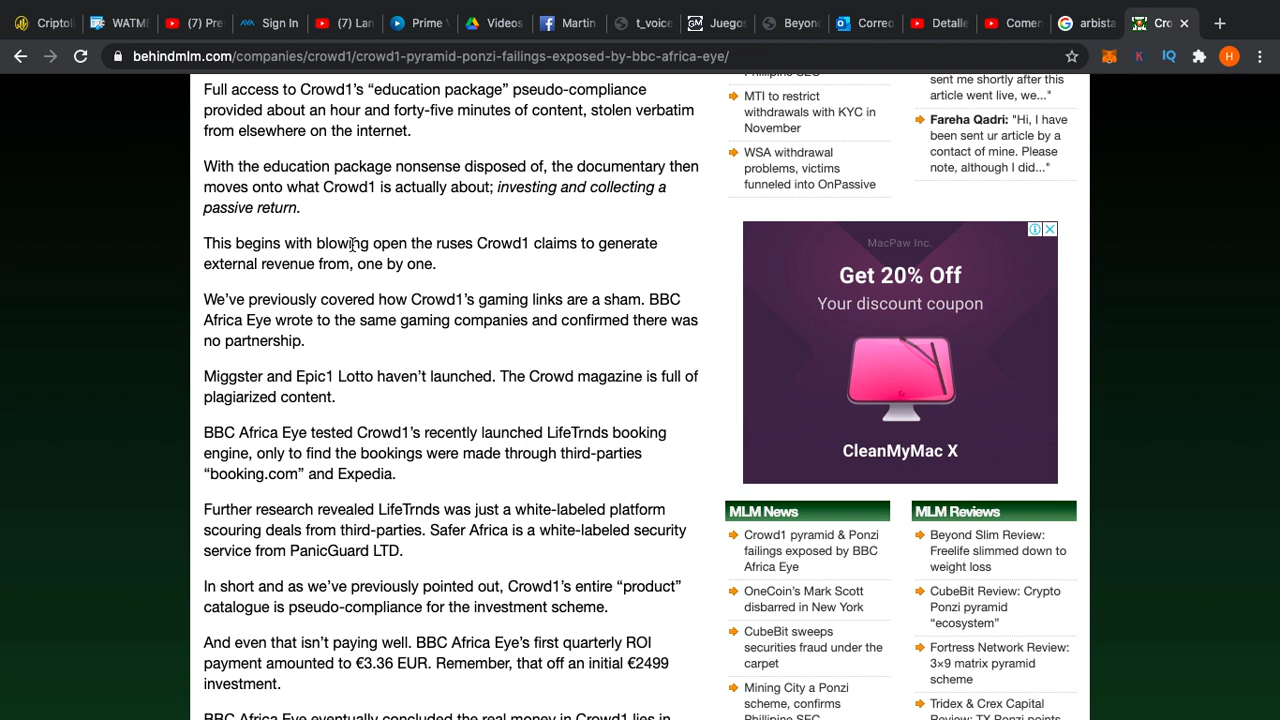 Criptol
WATME
(7) Pre
Sign In
(7) Lan
Prime V
Videos
Martin
t_voice
Juegos
Beyon
Correo
Detalle
Comen
arbista
Cro
behindmlm.com/companies/crowd1/crowd1-pyramid-ponzi-failings-exposed-by-bbc-africa-eye/
Full access to Crowd1’s “education package” pseudo-compliance
provided about an hour and forty-five minutes of content, stolen verbatim
from elsewhere on the internet.
With the education package nonsense disposed of, the documentary then
moves onto what Crowd1 is actually about; investing and collecting a
passive return.
This begins with blowing open the ruses Crowd1 claims to generate
external revenue from, one by one.
We’ve previously covered how Crowd1’s gaming links are a sham. BBC
Africa Eye wrote to the same gaming companies and confirmed there was
no partnership.
Miggster and Epic1 Lotto haven’t launched. The Crowd magazine is full of
plagiarized content.
BBC Africa Eye tested Crowd1’s recently launched LifeTrnds booking
engine, only to find the bookings were made through third-parties
“booking.com” and Expedia.
Further research revealed LifeTrnds was just a white-labeled platform
scouring deals from third-parties. Safer Africa is a white-labeled security
service from PanicGuard LTD.
In short and as we’ve previously pointed out, Crowd1’s entire “product”
catalogue is pseudo-compliance for the investment scheme.
And even that isn’t paying well. BBC Africa Eye’s first quarterly ROI
payment amounted to €3.36 EUR. Remember, that off an initial €2499
investment.
BBC Africa Eye eventually concluded the real money in Crowd1 lies in
Phillipine SEC
MTI to restrict
withdrawals with KYC in
November
WSA withdrawal
problems, victims
funneled into OnPassive
sent me shortly after this
article went live, we..."
Fareha Qadri: "Hi, I have
been sent ur article by a
contact of mine. Please
note, although I did..."
MacPaw Inc.
Get 20% Off
Your discount coupon
CleanMyMac X
MLM News
Crowd1 pyramid & Ponzi
failings exposed by BBC
Africa Eye
OneCoin’s Mark Scott
disbarred in New York
CubeBit sweeps
securities fraud under the
carpet
Mining City a Ponzi
scheme, confirms
Phillipine SEC
MLM Reviews
Beyond Slim Review:
Freelife slimmed down to
weight loss
CubeBit Review: Crypto
Ponzi pyramid
“ecosystem”
Fortress Network Review:
3×9 matrix pyramid
scheme
Tridex & Crex Capital
Review: TX Ponzi points